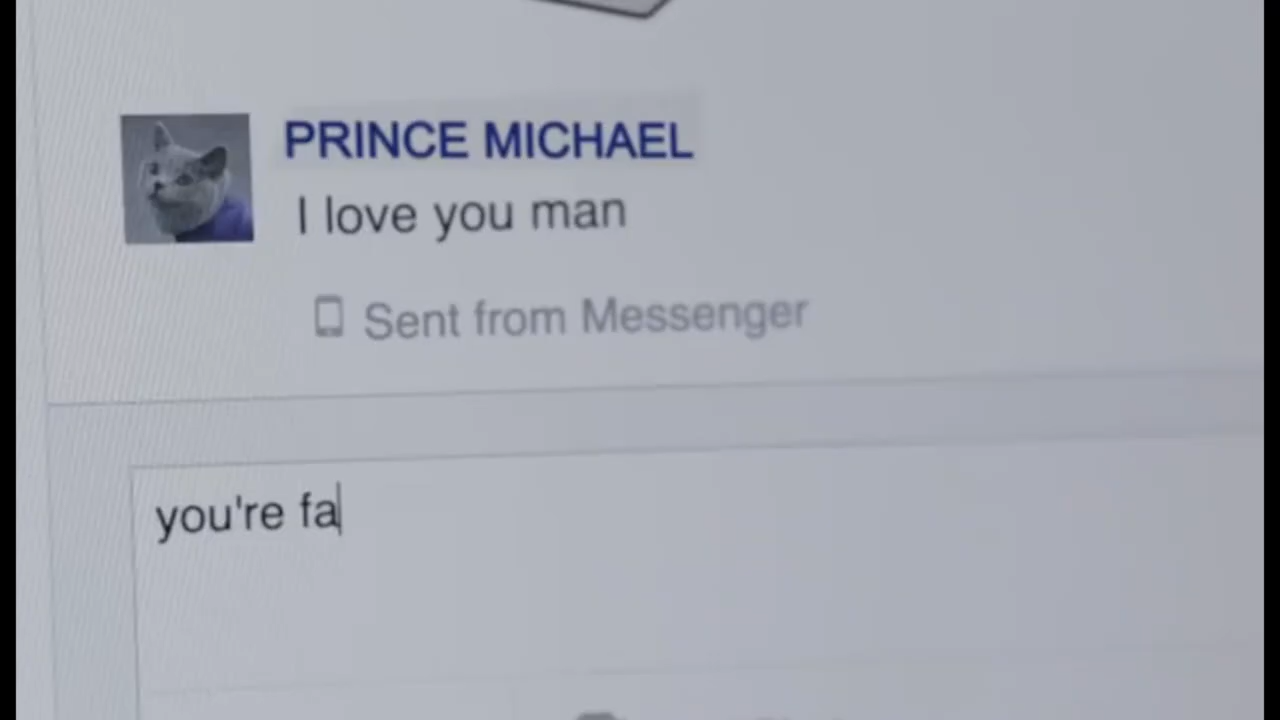 PRINCE MICHAEL
I love you man
Sent from Messenger
you're fa